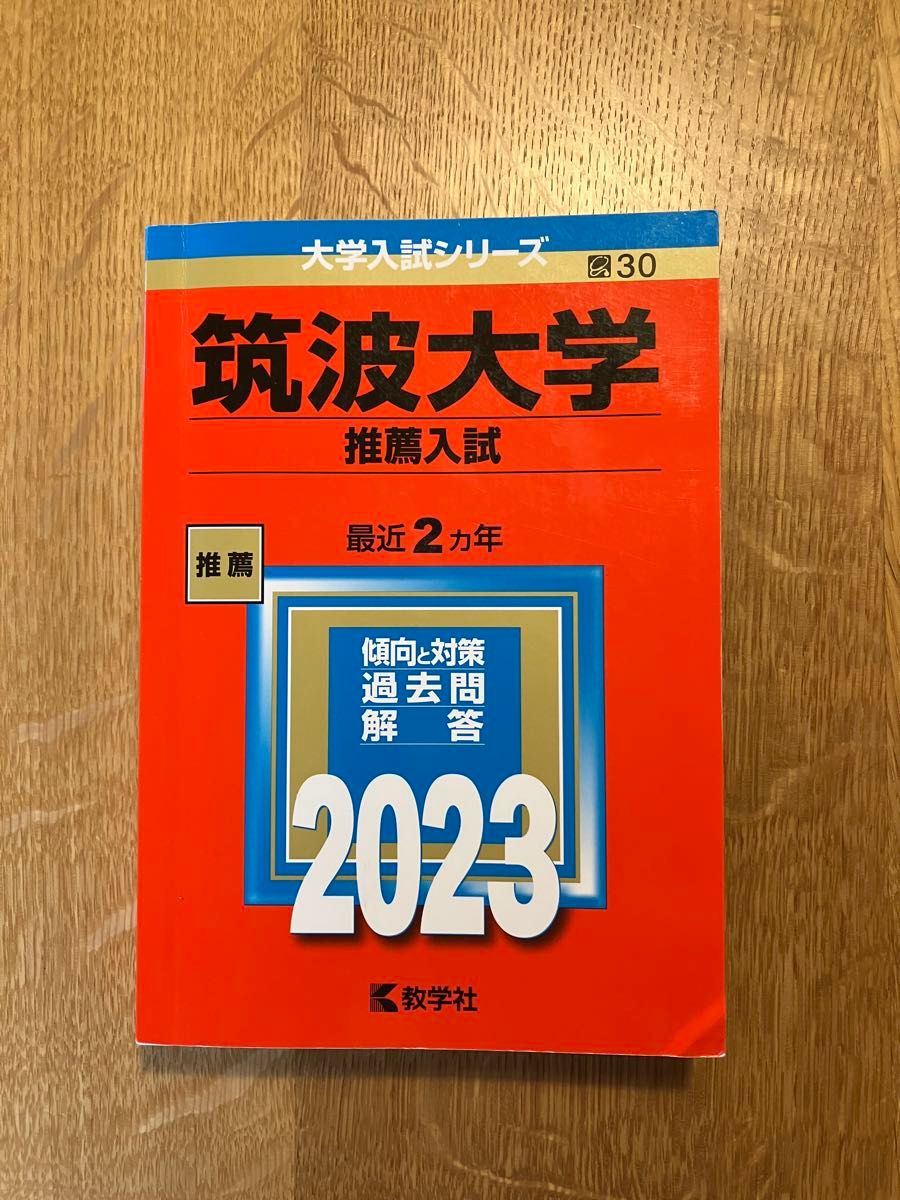 大学入試シリーズ
30
筑波大学
推薦入試
最近2カ年
推薦
傾向と対策
過去問
解答
2023
教学社